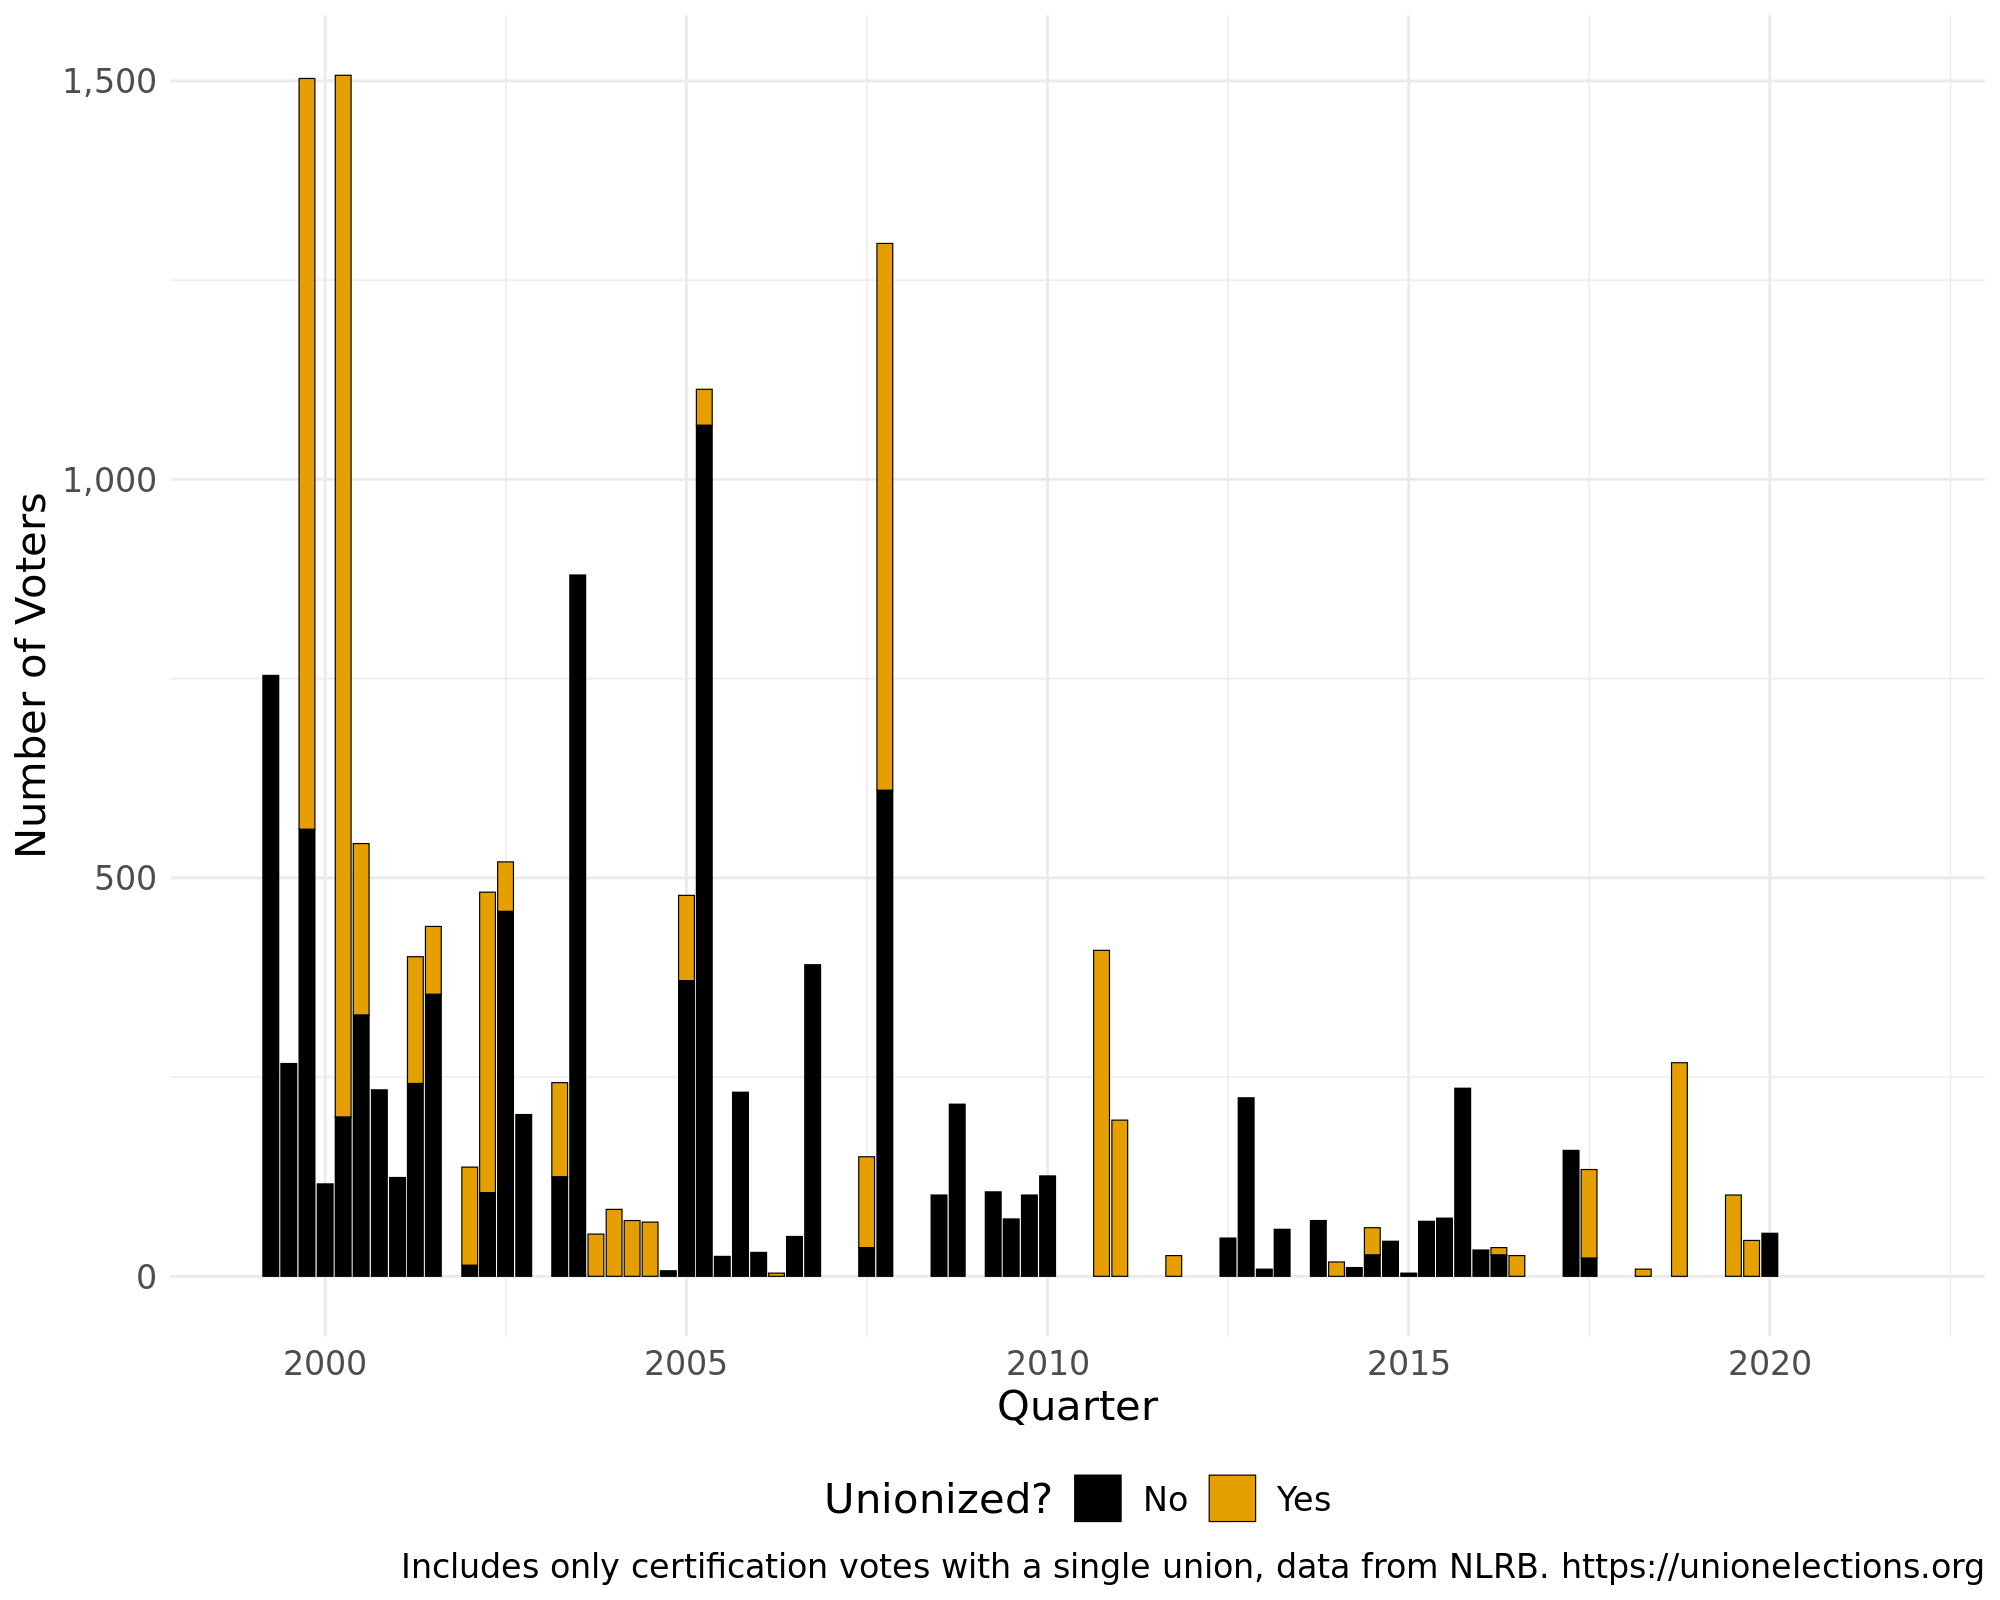 1,500
1,000
500
0
Number of Voters
2000 2005 2010 2015 2020
Quarter
Unionized? No Yes
Includes only certification votes with a single union, data from NLRB. https://unionelections.org